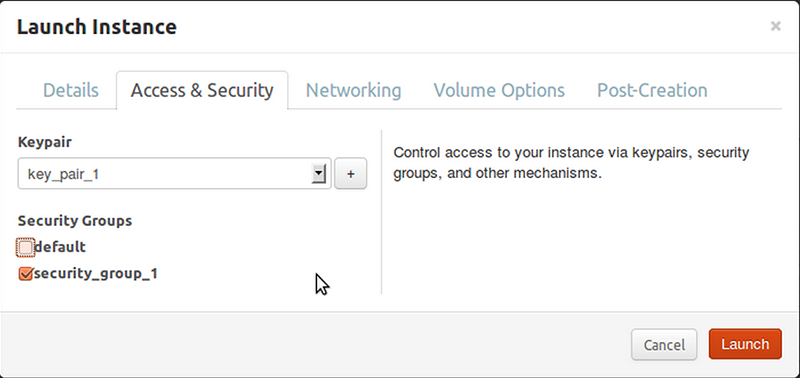 Launch Instance ×
Details Access & Security Networking Volume Options Post-Creation
Keypair
key_pair_1 +
Security Groups
default
security_group_1
Control access to your instance via keypairs, security
groups, and other mechanisms.
Cancel Launch